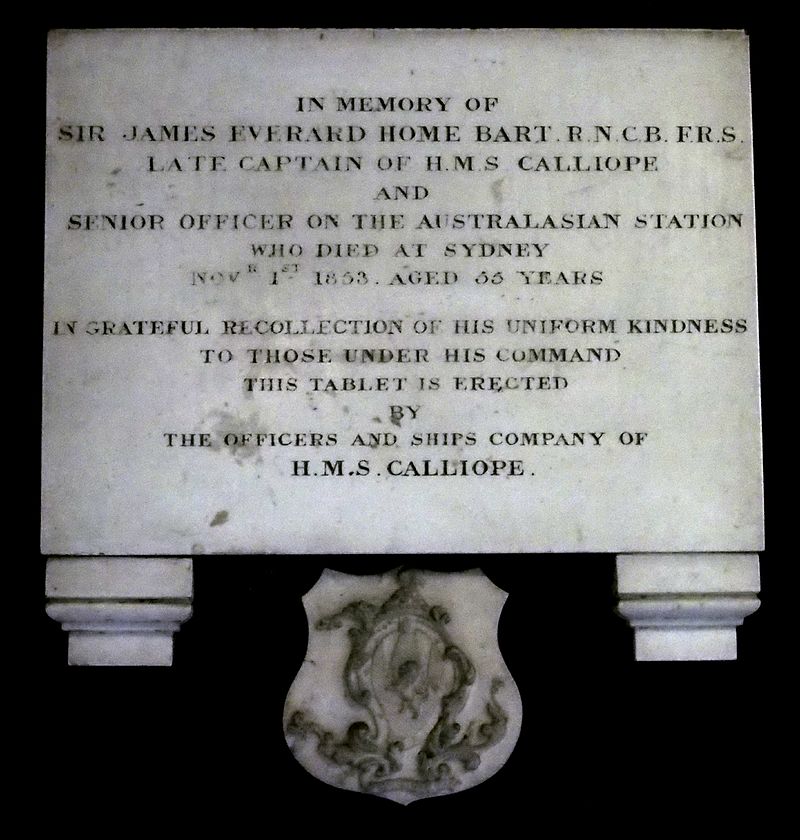 IN MEMORY OF
SIR JAMES EVERARD HOME BART. R.N.C.B. F.R.S.
LATE CAPTAIN OF H.M.S CALLIOPE
AND
SENIOR OFFICER ON THE AUSTRALASIAN STATION
WHO DIED AT SYDNEY
NOVR 1ST 1853. AGED 55 YEARS
IN GRATEFUL RECOLLECTION OF HIS UNIFORM KINDNESS
TO THOSE UNDER HIS COMMAND
THIS TABLET IS ERECTED
BY
THE OFFICERS AND SHIPS COMPANY OF
H.M.S. CALLIOPE.